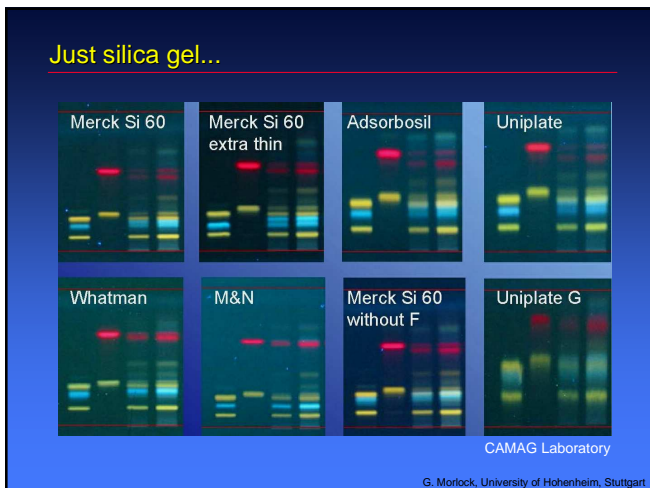 Just silica gel...
Merck Si 60
Merck Si 60
extra thin
Adsorbosil
Uniplate
Whatman
M&N
Merck Si 60
without F
Uniplate G
CAMAG Laboratory
G. Morlock, University of Hohenheim, Stuttgart